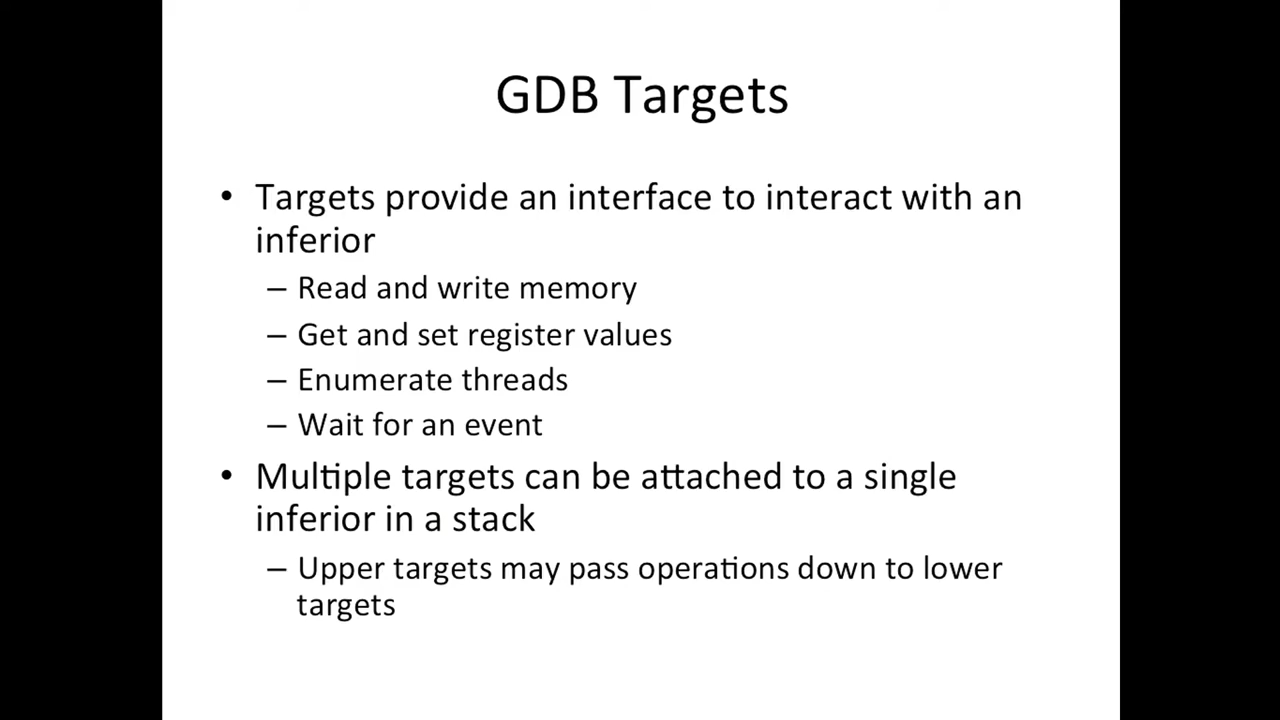 GDB Targets
• Targets provide an interface to interact with an
inferior
– Read and write memory
– Get and set register values
– Enumerate threads
– Wait for an event
• Multiple targets can be attached to a single
inferior in a stack
– Upper targets may pass operations down to lower
targets